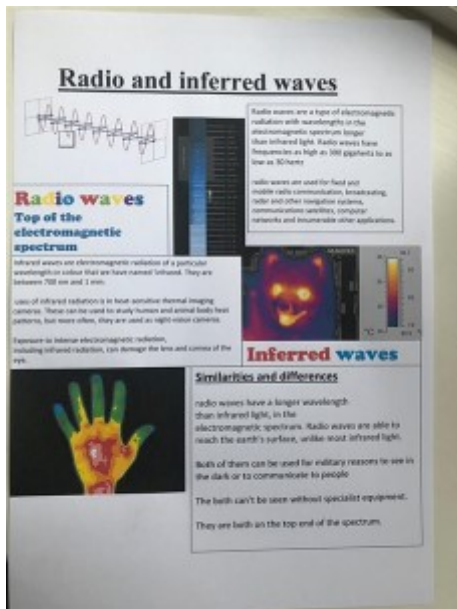 Radio and inferred waves
Radio waves are a type of electromagnetic
radiation with wavelengths in the
electromagnetic spectrum longer
than infrared light. Radio waves have
frequencies as high as 300 gigahertz to as
low as 30 hertz
radio waves are used for fixed and
mobile radio communication, broadcasting,
radar and other navigation systems,
communications satellites, computer
networks and innumerable other applications.
Radio waves
Top of the
electromagnetic
spectrum
Infrared waves are electromagnetic radiation of a particular
wavelength or colour that we have named 'infrared. They are
between 700 nm and 1 mm.
uses of infrared radiation is in heat-sensitive thermal imaging
cameras. These can be used to study human and animal body heat
patterns, but more often, they are used as night-vision cameras.
Exposure to intense electromagnetic radiation,
including infrared radiation, can damage the lens and cornea of the
eye.
Inferred waves
Similarities and differences
radio waves have a longer wavelength
than infrared light, in the
electromagnetic spectrum. Radio waves are able to
reach the earth's surface, unlike most infrared light.
Both of them can be used for military reasons to see in
the dark or to communicate to people
The both can't be seen without specialist equipment.
They are both on the top end of the spectrum.